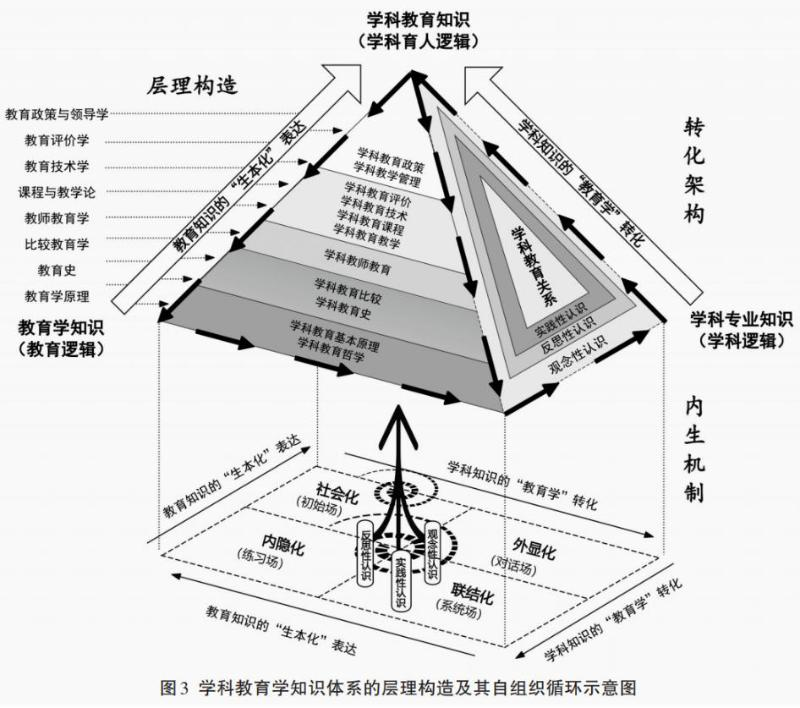 学科教育知识
（学科育人逻辑）
层理构造
转化架构
教育政策与领导学
教育评价学
教育技术学
课程与教学论
教师教育学
比较教育学
教育史
教育学原理
教育知识的“生本化”表达
学科知识的“教育学”转化
学科教育政策
学科教学管理
学科教育评价
学科教育技术
学科教育课程
学科教育教学
学科教师教育
学科教育比较
学科教育史
学科教育基本原理
学科教育哲学
学科教育关系
实践性认识
反思性认识
观念性认识
教育学知识
（教育逻辑）
学科专业知识
（学科逻辑）
内生机制
教育知识的“生本化”表达
学科知识的“教育学”转化
社会化
(初始场)
内隐化
(练习场)
外显化
(对话场)
联结化
(系统场)
反思性认识
实践性认识
观念性认识
教育知识的“生本化”表达
学科知识的“教育学”转化
图3 学科教育学知识体系的层理构造及其自组织循环示意图